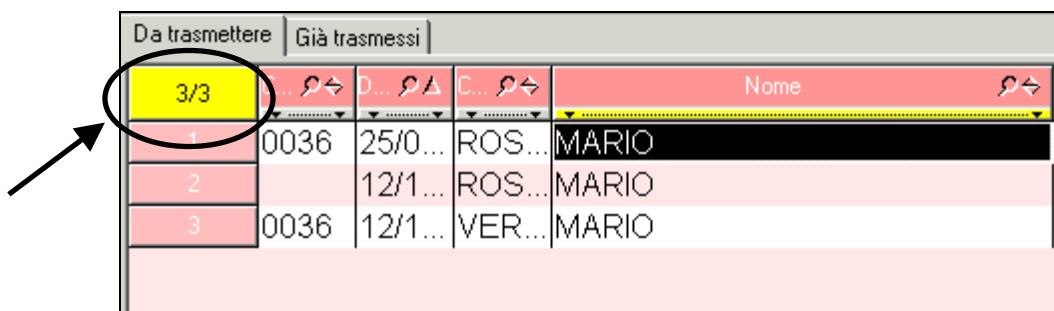 Da trasmettere Già trasmessi
3/3 C... D... C... Nome
1 0036 25/0... ROS... MARIO
2 12/1... ROS... MARIO
3 0036 12/1... VER... MARIO